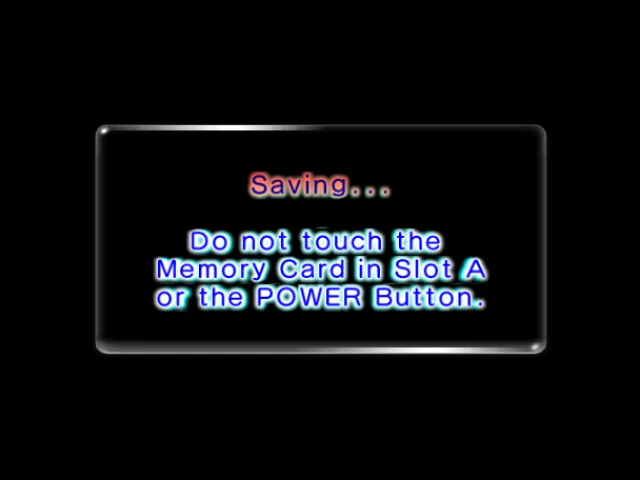 Saving...
Do not touch the
Memory Card in Slot A
or the POWER Button.